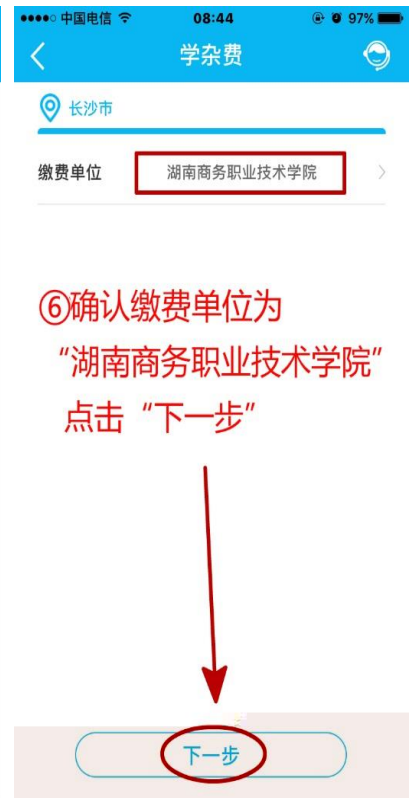 中国电信 08:44 97%
学杂费
长沙市
缴费单位 湖南商务职业技术学院
⑥确认缴费单位为
“湖南商务职业技术学院”
点击“下一步”
下一步